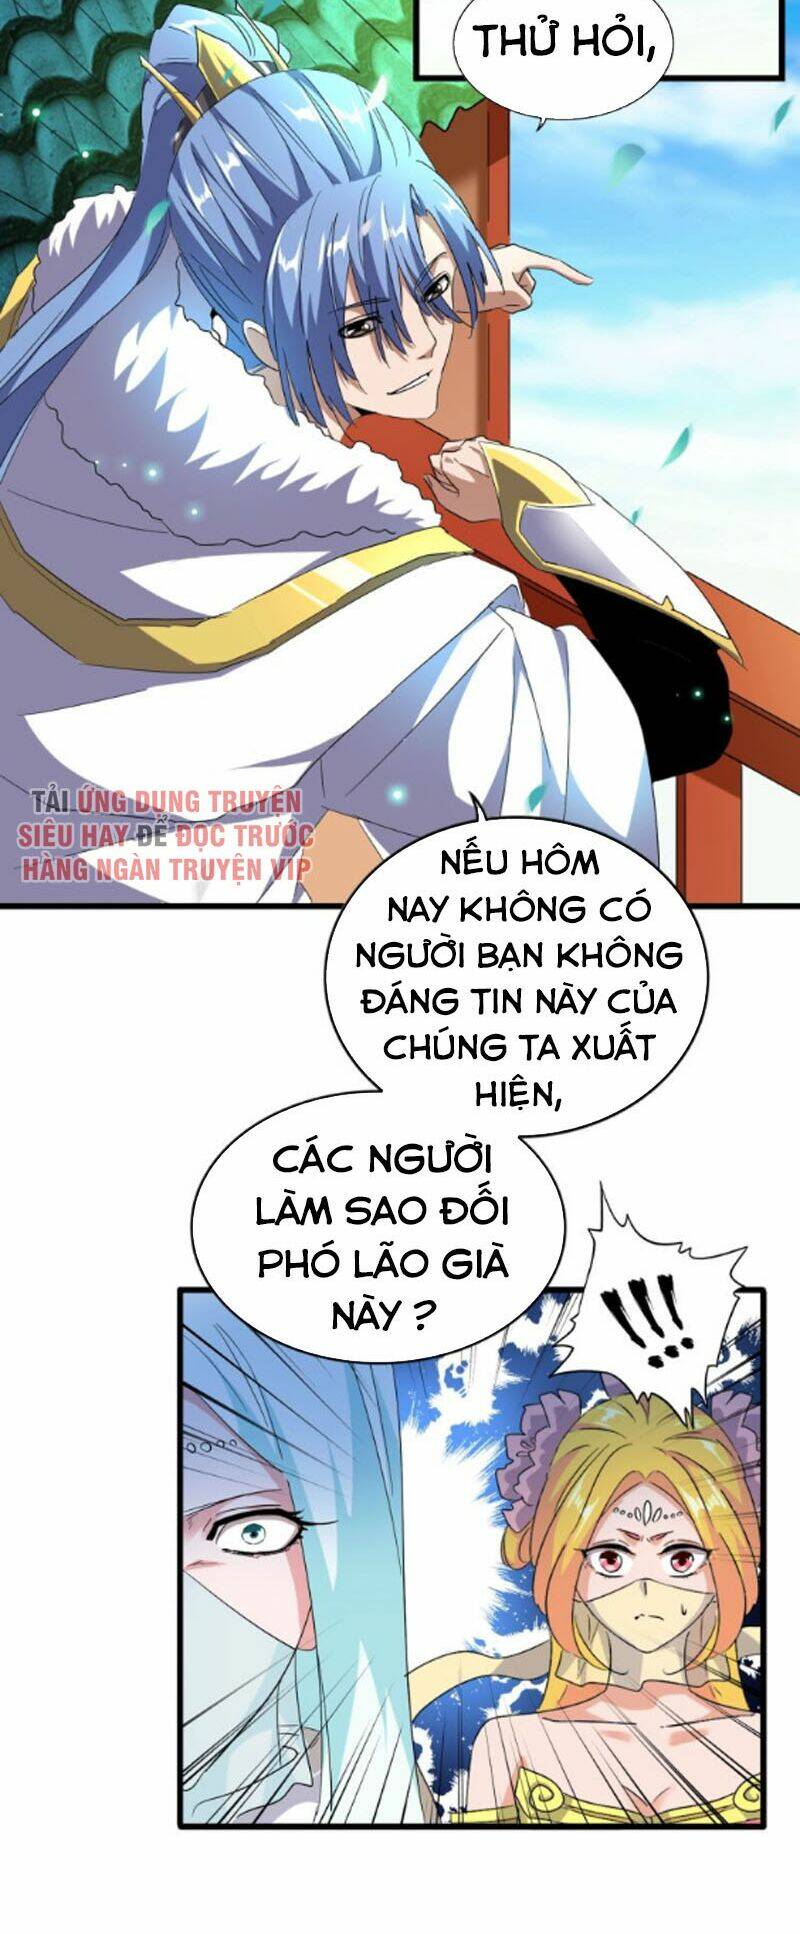 THỬ HỎI,
TẢI ỨNG DỤNG TRUYỆN
SIÊU HAY ĐỂ ĐỌC TRƯỚC
HÀNG NGÀN TRUYỆN VIP
NẾU HÔM
NAY KHÔNG CÓ
NGƯỜI BẠN KHÔNG
ĐÁNG TIN NÀY CỦA
CHÚNG TA XUẤT
HIỆN,
CÁC NGƯỜI
LÀM SAO ĐỐI
PHÓ LÃO GIÀ
NÀY ?
!!!